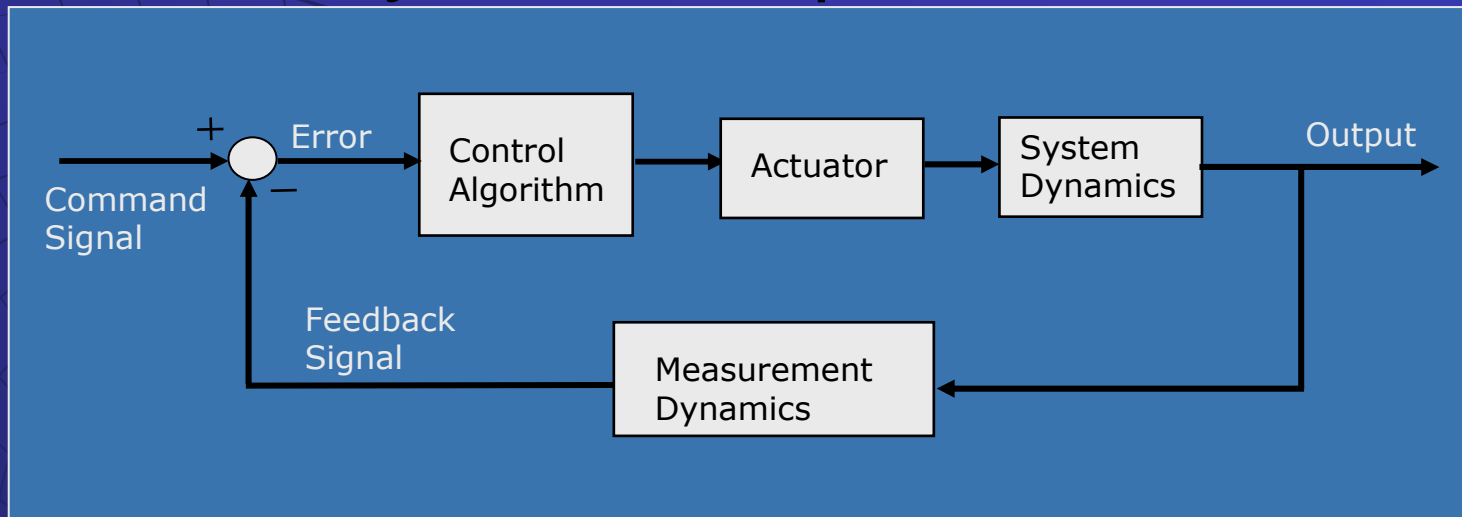 +
Error
Control
Algorithm
Actuator
System
Dynamics
Output
−
Command
Signal
Feedback
Signal
Measurement
Dynamics